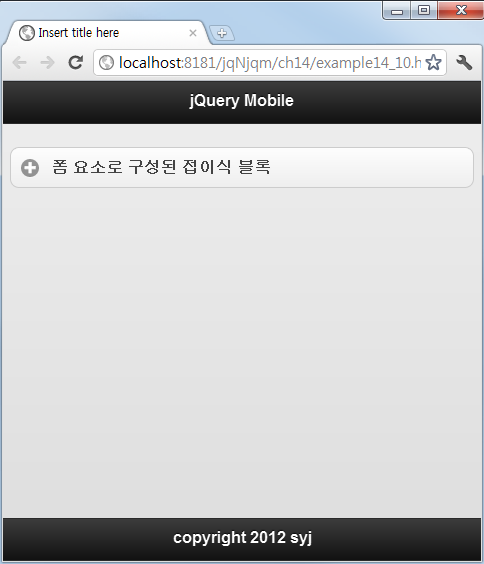 Insert title here
localhost:8181/jqNjqm/ch14/example14_10.h
jQuery Mobile
폼 요소로 구성된 접이식 블록
copyright 2012 syj